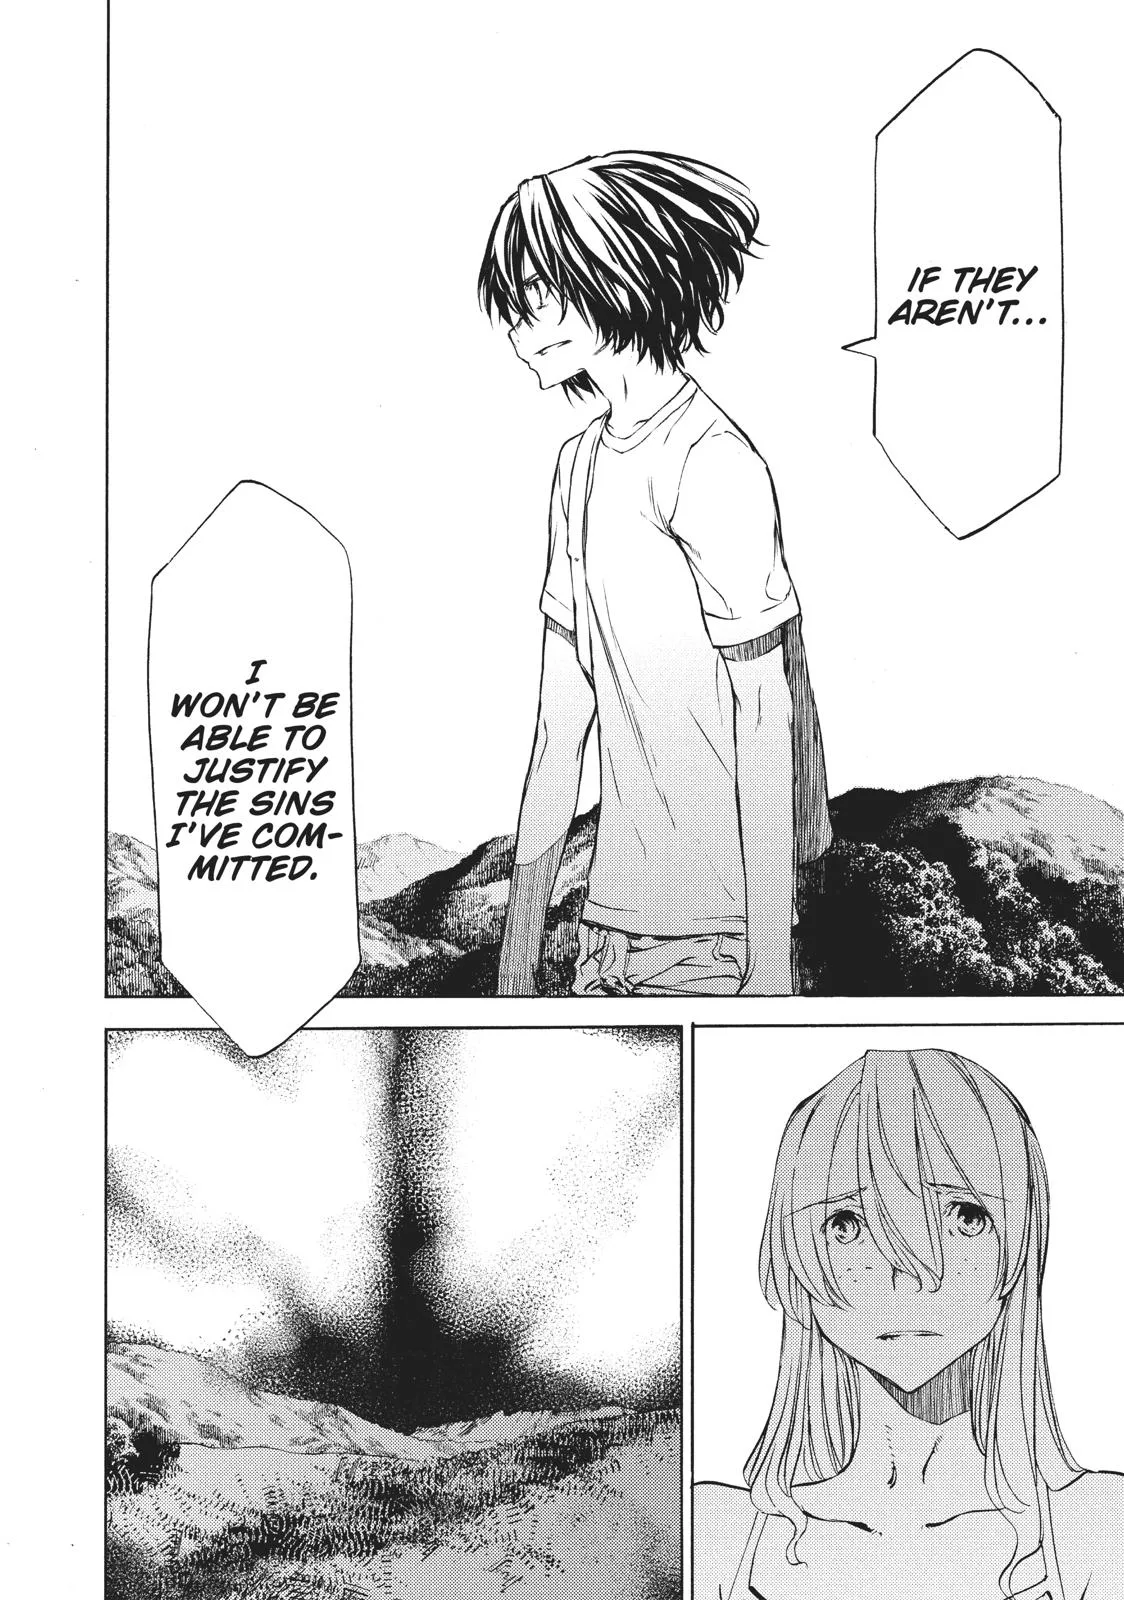 IF THEY
AREN'T...
I
WON'T BE
ABLE TO
JUSTIFY
THE SINS
I'VE COM-
MITTED.